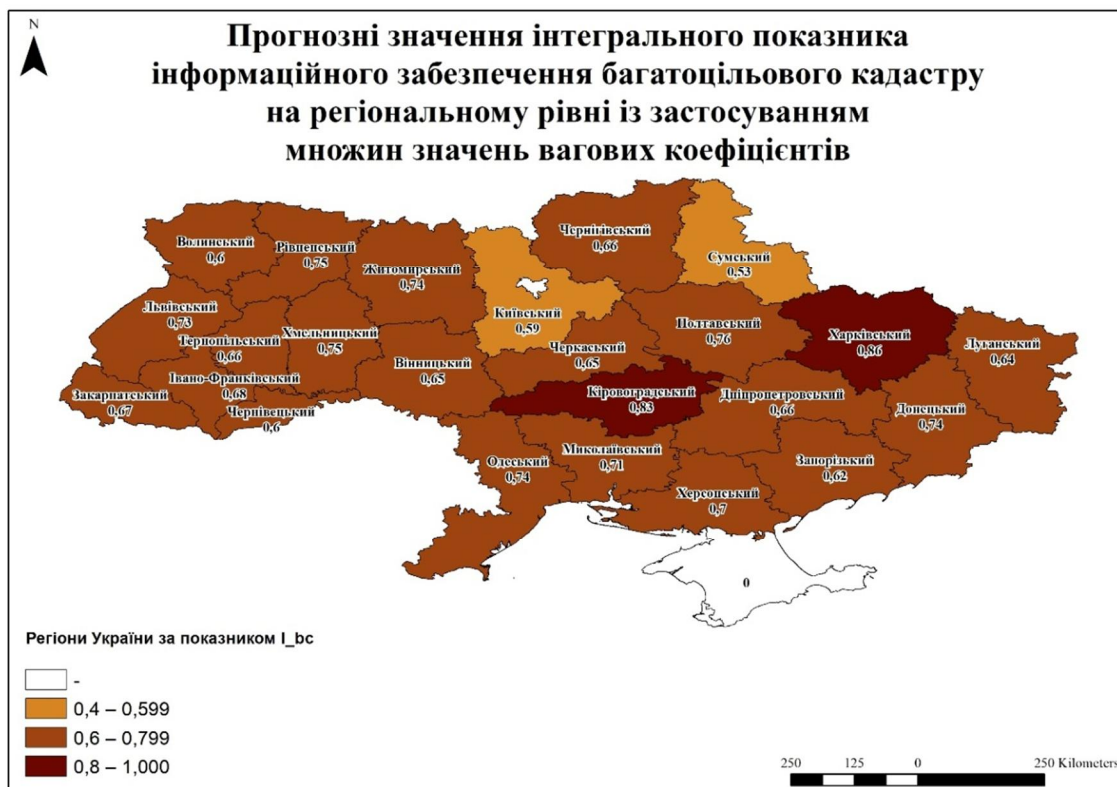 N
Прогнозні значення інтегрального показника
інформаційного забезпечення багатоцільового кадастру
на регіональному рівні із застосуванням
множин значень вагових коефіцієнтів
Волинський
0,6
Рівненський
0,75
Житомирський
0,74
Чернігівський
0,66
Сумський
0,53
Київський
0,59
Львівський
0,73
Тернопільський
0,66
Хмельницький
0,75
Вінницький
0,65
Черкаський
0,65
Полтавський
0,76
Харківський
0,86
Луганський
0,64
Закарпатський
0,67
Івано-Франківський
0,68
Чернівецький
0,6
Кіровоградський
0,83
Дніпропетровський
0,66
Донецький
0,74
Одеський
0,74
Миколаївський
0,71
Запорізький
0,62
Херсонський
0,7
0
Регіони України за показником I_bc
-
0,4 – 0,599
0,6 – 0,799
0,8 – 1,000
250 125 0 250 Kilometers